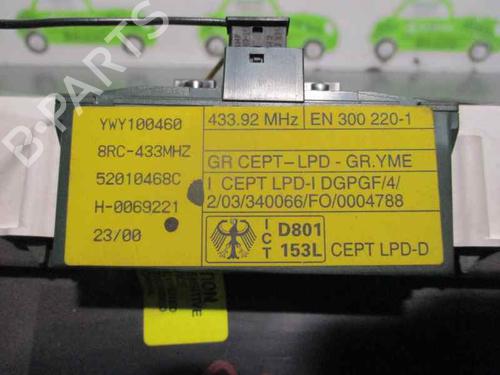 YWY100460
8RC-433MHZ
52010468C
H-0069221
23/00
433.92 MHz
EN 300 220-1
GR CEPT-LPD - GR.YME
I CEPT LPD-I DGPGF/4/
2/03/340066/FO/0004788
ICT
D801
153L
CEPT LPD-D
B-PARTS